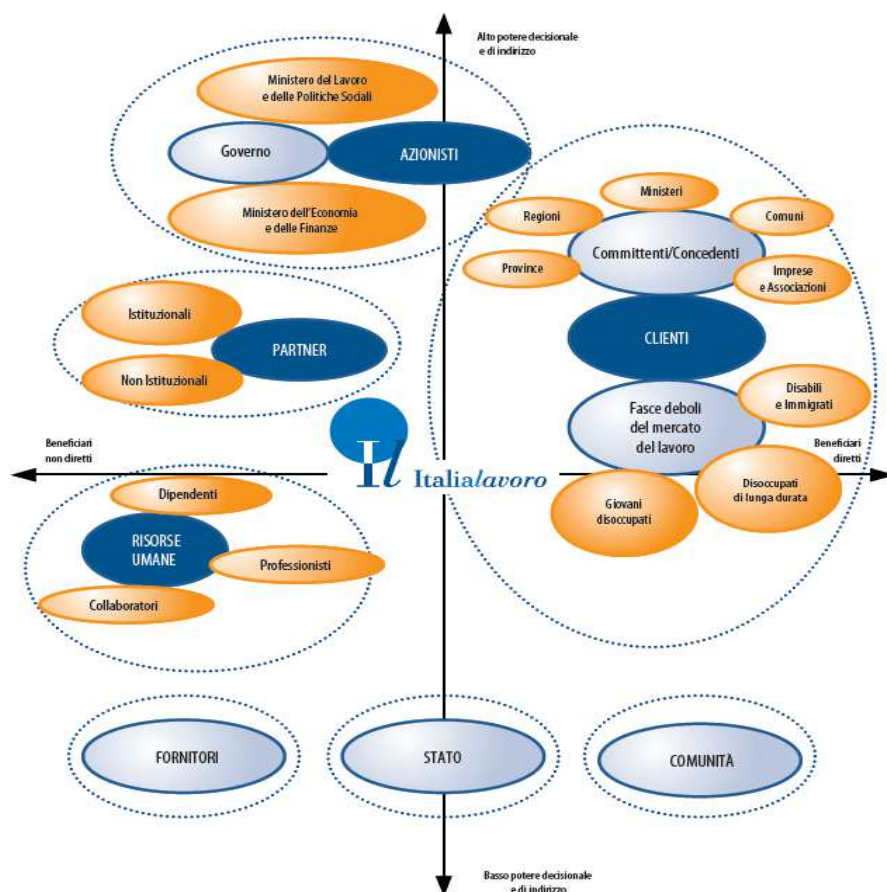 Alto potere decisionale
e di indirizzo
Ministero del Lavoro
e delle Politiche Sociali
Governo
AZIONISTI
Ministero dell'Economia
e delle Finanze
Ministeri
Regioni
Comuni
Committenti/Concedenti
Province
Imprese
e Associazioni
Istituzionali
PARTNER
Non Istituzionali
CLIENTI
Disabili
e Immigrati
Fasce deboli
del mercato
del lavoro
Beneficiari
non diretti
Beneficiari
diretti
Il Italialavoro
Disoccupati
di lunga durata
Giovani
disoccupati
Dipendenti
RISORSE
UMANE
Professionisti
Collaboratori
FORNITORI
STATO
COMUNITÀ
Basso potere decisionale
e di indirizzo